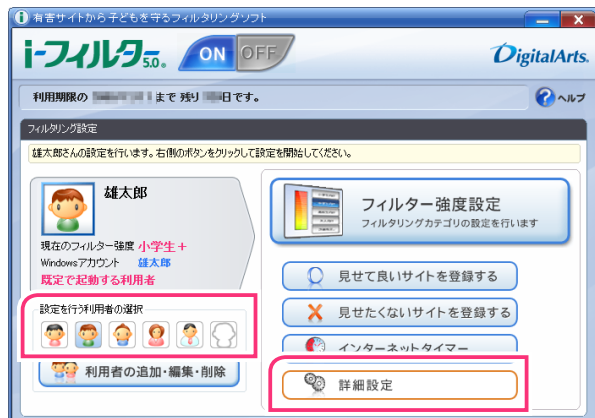 有害サイトから子どもを守るフィルタリングソフト
i-フィルター5.0. ON OFF
DigitalArts.
利用期限の まで 残り 日です。
ヘルプ
フィルタリング設定
雄太郎さんの設定を行います。右側のボタンをクリックして設定を開始してください。
雄太郎
現在のフィルター強度 小学生+
Windowsアカウント 雄太郎
既定で起動する利用者
設定を行う利用者の選択
利用者の追加・編集・削除
フィルター強度設定
フィルタリングカテゴリの設定を行います
見せて良いサイトを登録する
見せたくないサイトを登録する
インターネットタイマー
詳細設定